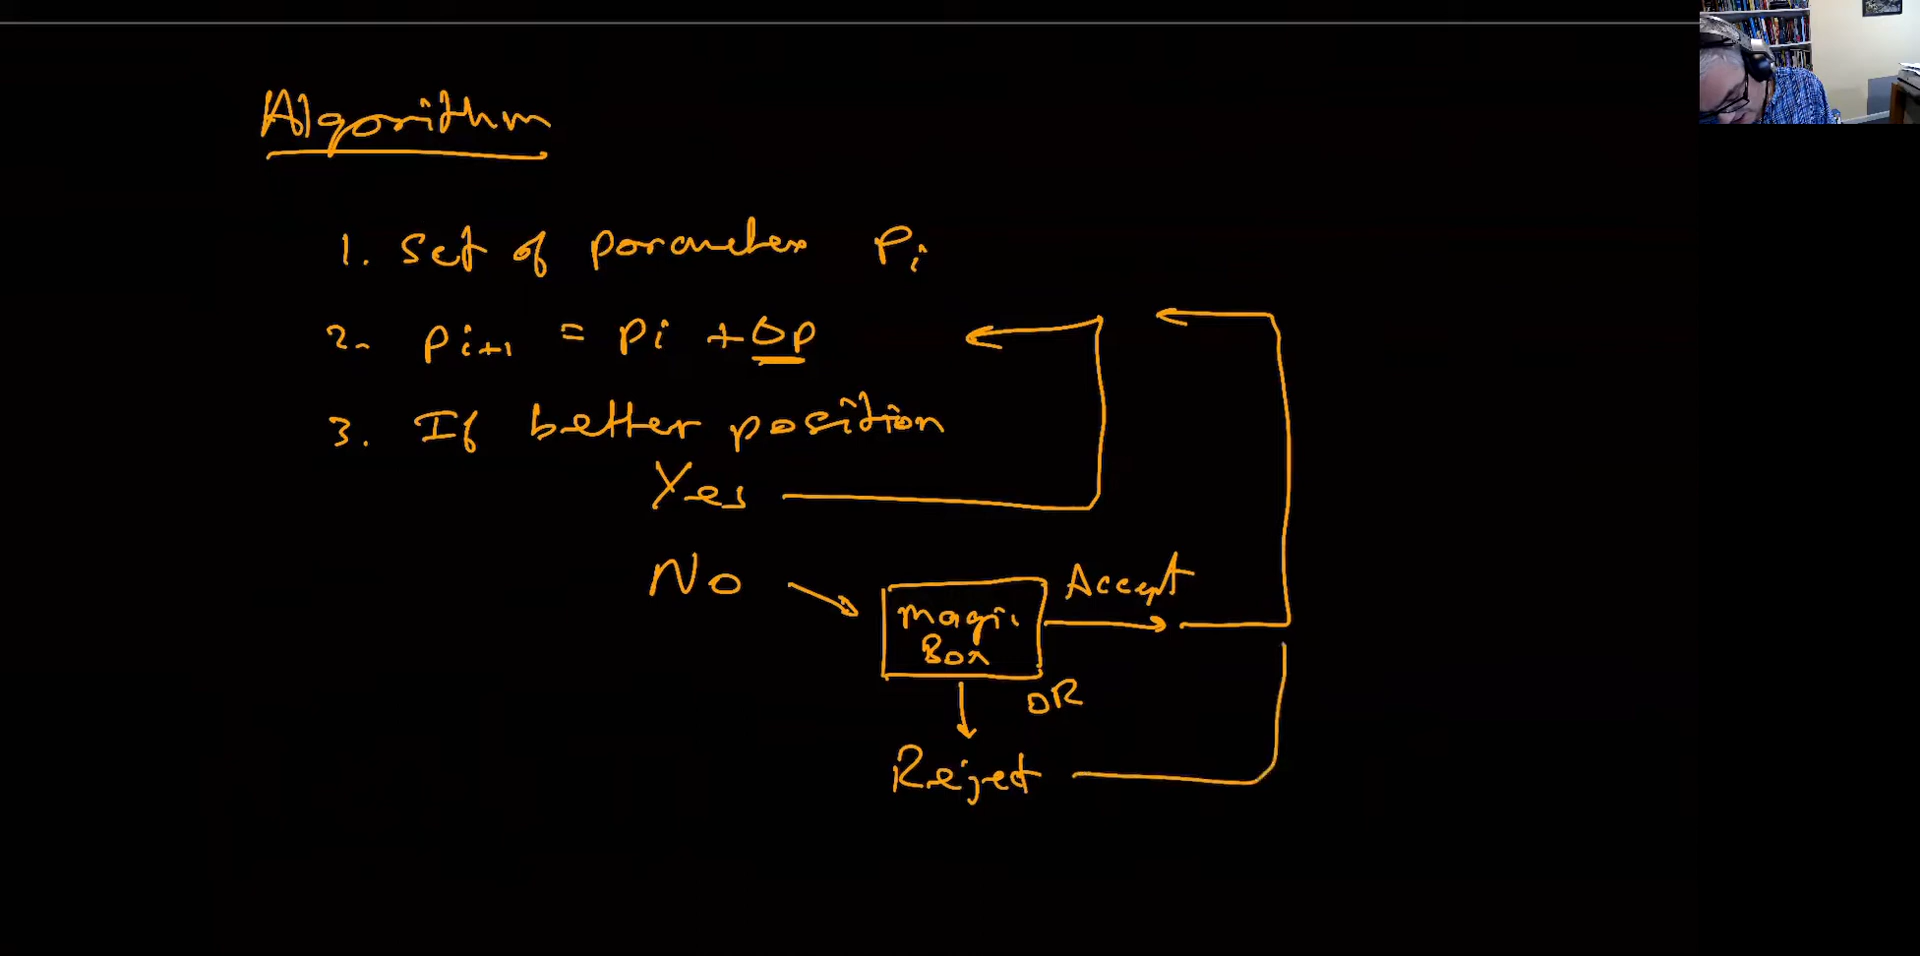 Algorithm
1. Set of parameters Pi
2. Pi+1 = Pi + Δp
3. If better position
Yes
No
Accept
Magic
Box
OR
Reject